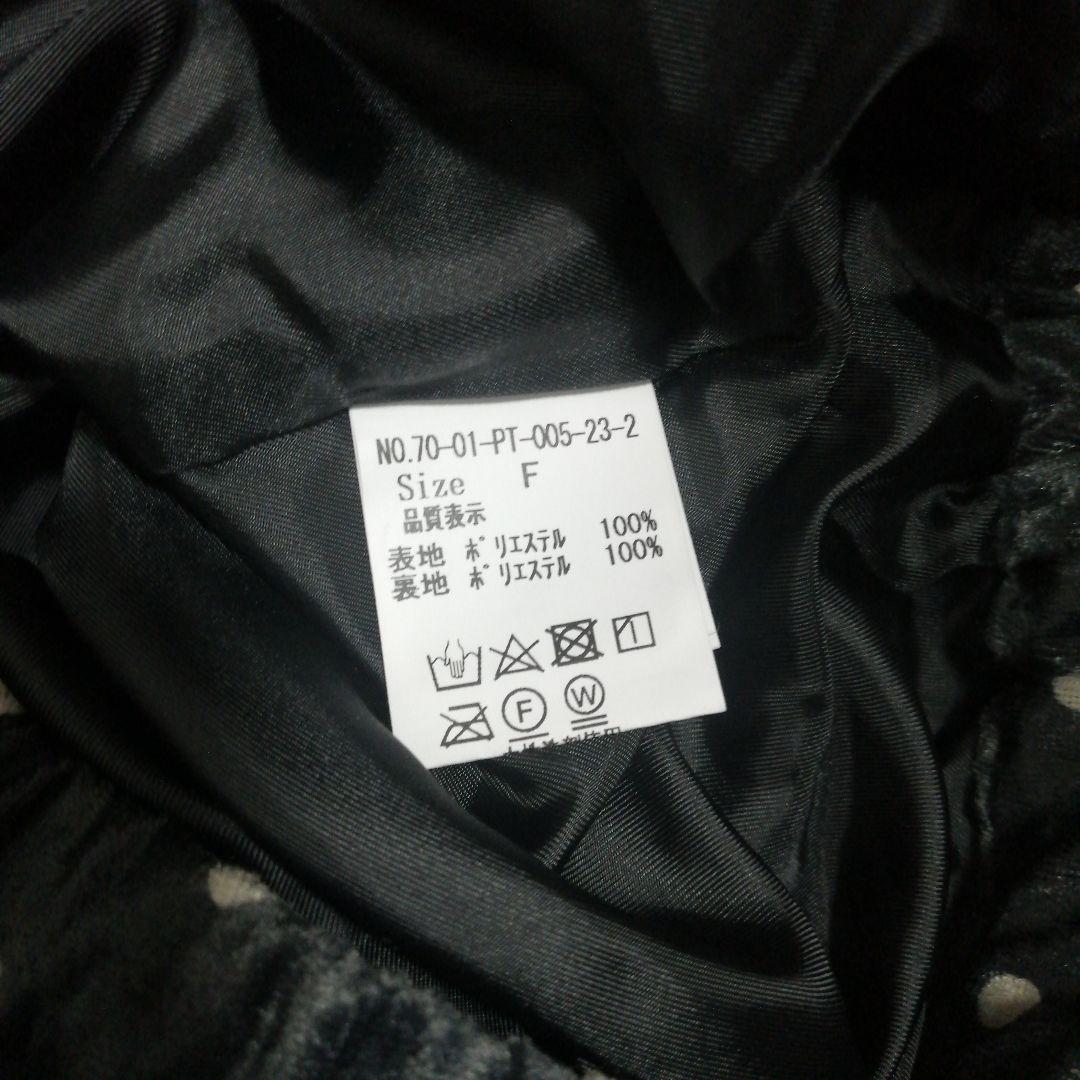 NO.70-01-PT-005-23-2
Size F
品質表示
表地 ポリエステル 100%
裏地 ポリエステル 100%
F W